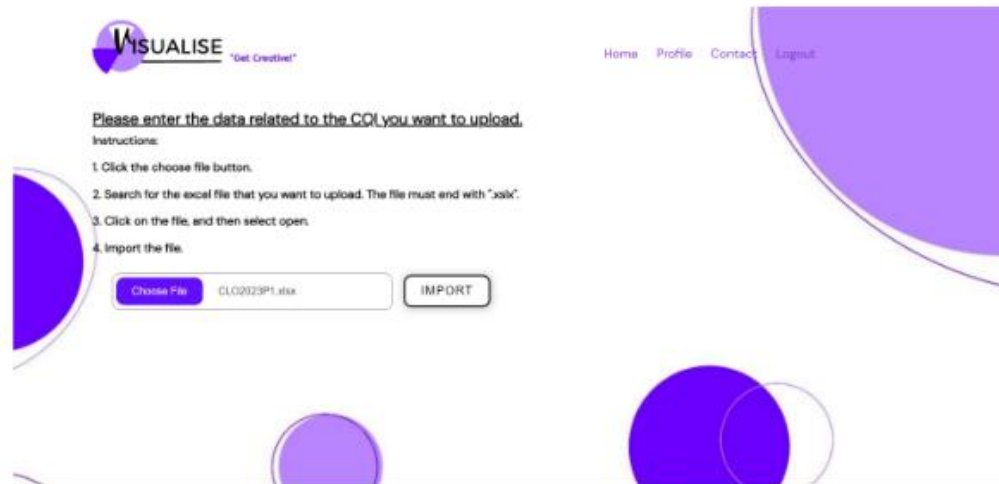 VISUALISE
"Get Creative!"
Home Profile Contact Logout
Please enter the data related to the CQI you want to upload.
Instructions:
1. Click the choose file button.
2. Search for the excel file that you want to upload. The file must end with ".xslx".
3. Click on the file, and then select open.
4. Import the file.
Choose File CLO2023P1.xlsx IMPORT